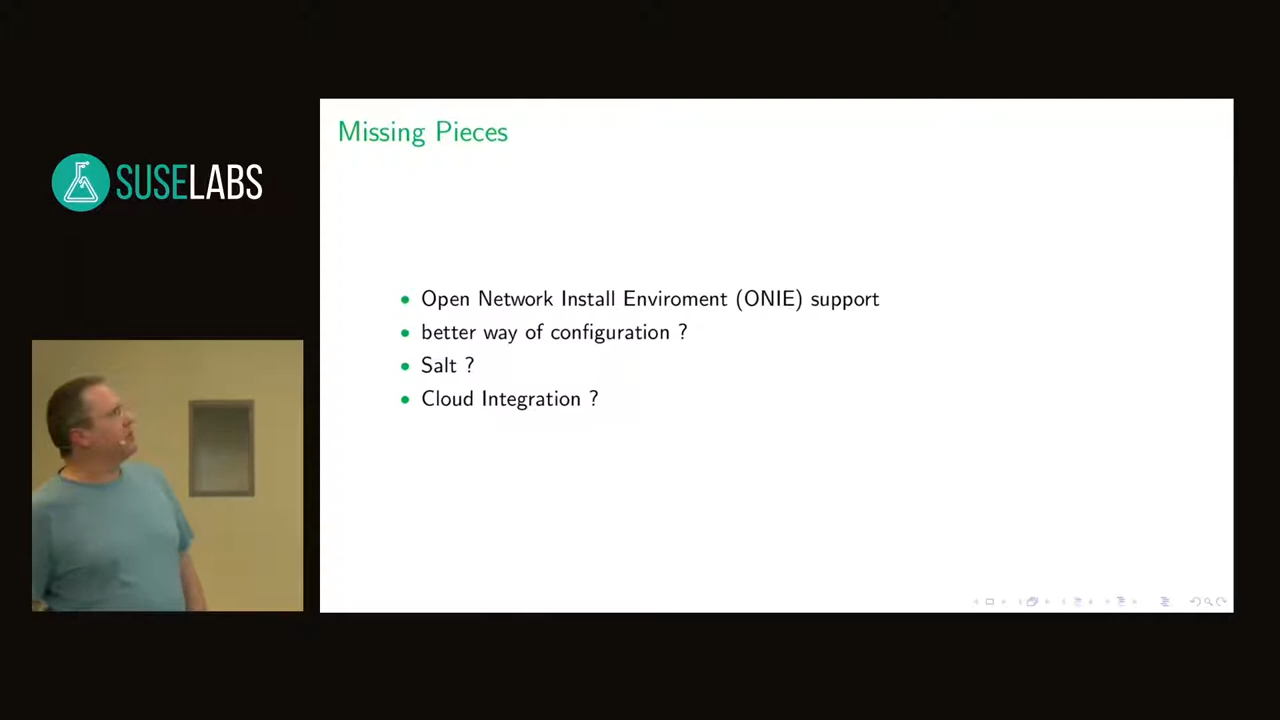 Missing Pieces
SUSELABS
Open Network Install Enviroment (ONIE) support
better way of configuration ?
Salt ?
Cloud Integration ?